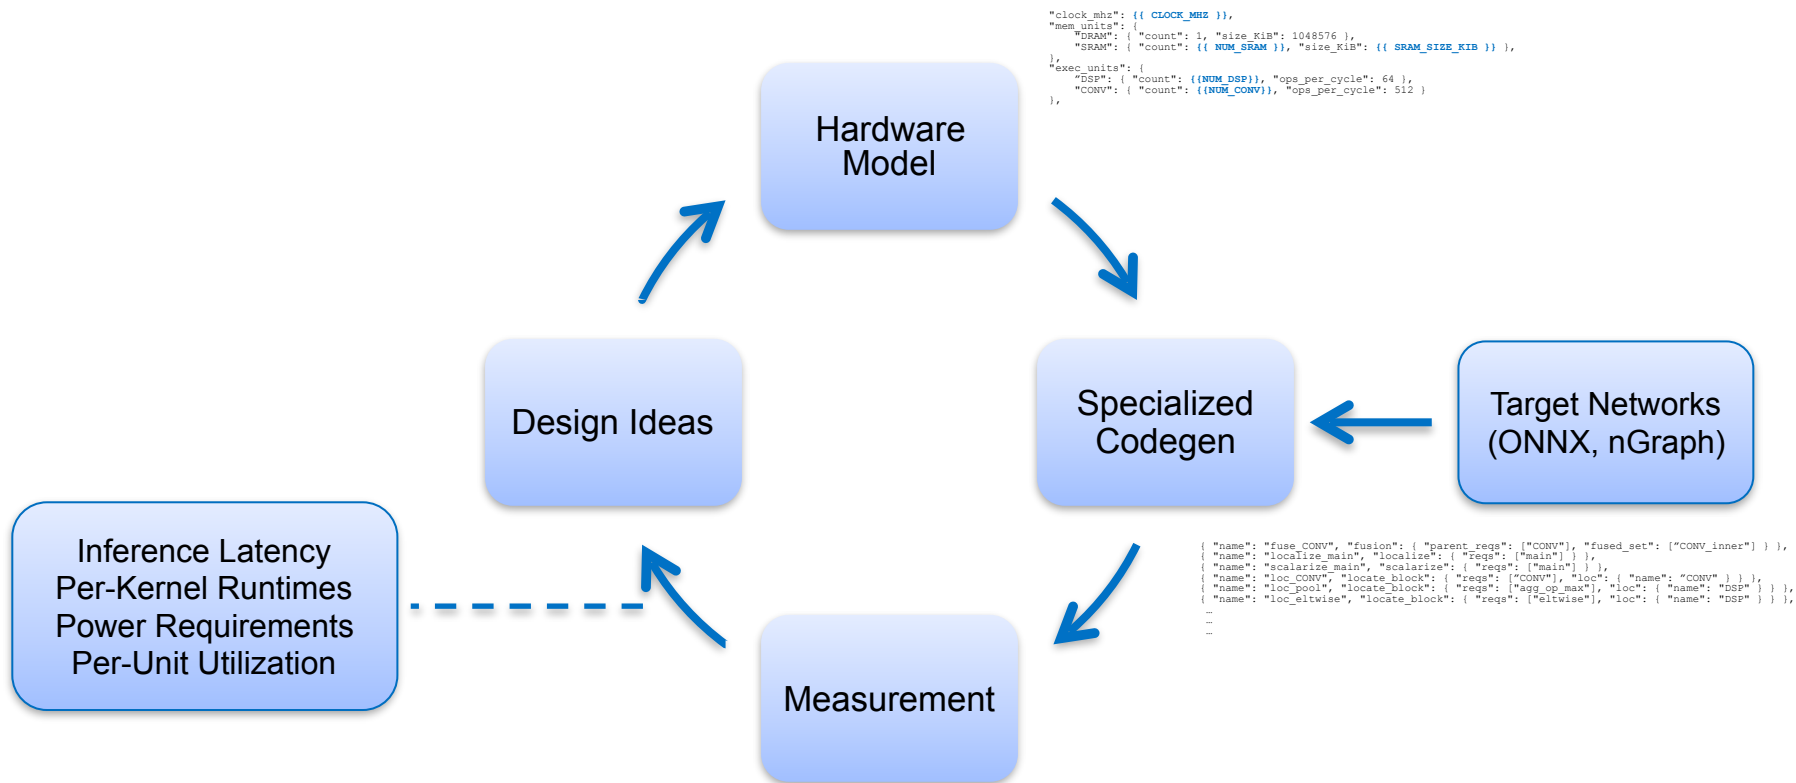 "clock_mhz": {{ CLOCK_MHZ }},
"mem_units": {
"DRAM": { "count": 1, "size_KiB": 1048576 },
"SRAM": { "count": {{ NUM_SRAM }}, "size_KiB": {{ SRAM_SIZE_KIB }} },
},
"exec_units": {
”DSP": { "count": {{NUM_DSP}}, "ops_per_cycle": 64 },
"CONV": { "count": {{NUM_CONV}}, "ops_per_cycle": 512 }
},
Hardware
Model
Design Ideas
Specialized
Codegen
Target Networks
(ONNX, nGraph)
Inference Latency
Per-Kernel Runtimes
Power Requirements
Per-Unit Utilization
{ "name": "fuse_CONV", "fusion": { "parent_reqs": ["CONV"], "fused_set": [”CONV_inner"] } },
{ "name": "localize_main", "localize": { "reqs": ["main"] } },
{ "name": "scalarize_main", "scalarize": { "reqs": ["main"] } },
{ "name": "loc_CONV", "locate_block": { "reqs": [”CONV"], "loc": { "name": ”CONV" } } },
{ "name": "loc_pool", "locate_block": { "reqs": ["agg_op_max"], "loc": { "name": "DSP" } } },
{ "name": "loc_eltwise", "locate_block": { "reqs": ["eltwise"], "loc": { "name": "DSP" } } },
…
…
…
Measurement